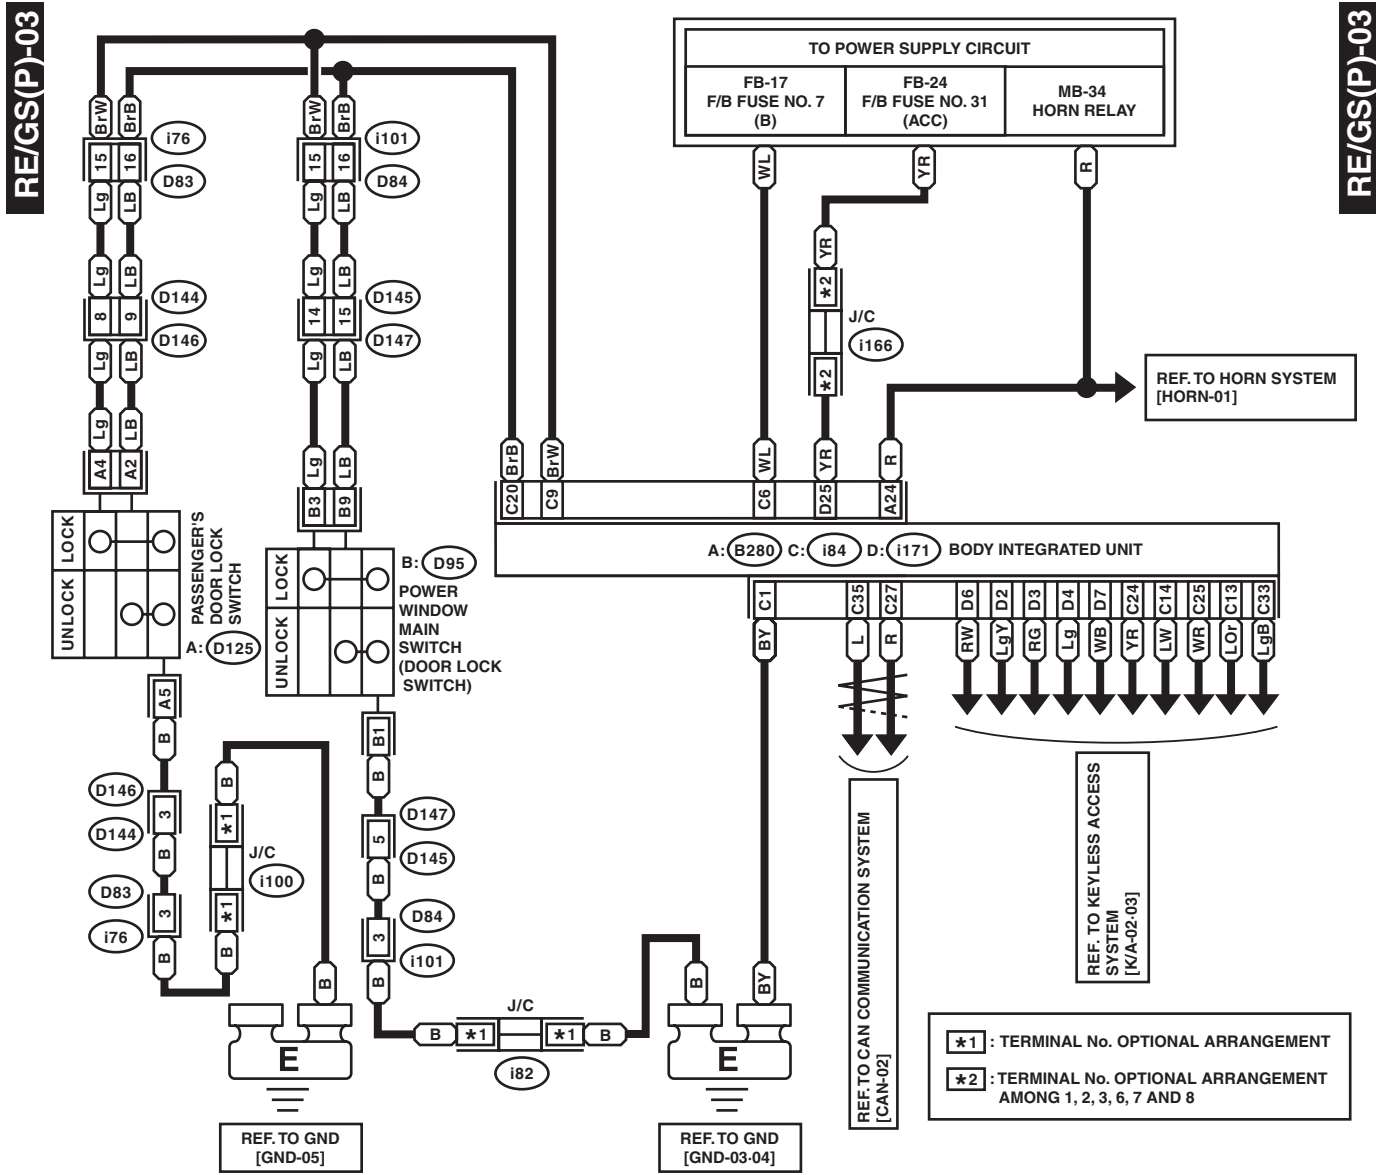 RE/GS(P)-03
RE/GS(P)-03
TO POWER SUPPLY CIRCUIT
FB-17
F/B FUSE NO. 7
(B)
FB-24
F/B FUSE NO. 31
(ACC)
MB-34
HORN RELAY
BrW
BrB
BrW
BrB
WL
YR
R
15
16
i76
D83
15
16
i101
D84
Lg
LB
Lg
LB
YR
Lg
LB
Lg
LB
*2
8
9
D144
D146
14
15
D145
D147
J/C
i166
Lg
LB
Lg
LB
*2
REF. TO HORN SYSTEM
[HORN-01]
Lg
LB
Lg
LB
BrB
BrW
WL
YR
R
A4
A2
B3
B9
C20
C9
C6
D25
A24
LOCK
UNLOCK
PASSENGER'S
DOOR LOCK
SWITCH
A: D125
LOCK
UNLOCK
B: D95
POWER
WINDOW
MAIN
SWITCH
(DOOR LOCK
SWITCH)
A: B280 C: i84 D: i171 BODY INTEGRATED UNIT
C1
C35
C27
D6
D2
D3
D4
D7
C24
C14
C25
C13
C33
BY
L
R
RW
LgY
RG
Lg
WB
YR
LW
WR
LOr
LgB
A5
B
B1
B
D146
D144
3
B
B
*1
J/C
i100
*1
B
D147
D145
5
B
D83
i76
3
B
D84
i101
3
B
REF. TO CAN COMMUNICATION SYSTEM
[CAN-02]
REF. TO KEYLESS ACCESS
SYSTEM
[K/A-02·03]
B
B
BY
J/C
B
*1
*1
B
i82
E
E
REF. TO GND
[GND-05]
REF. TO GND
[GND-03·04]
*1 : TERMINAL No. OPTIONAL ARRANGEMENT
*2 : TERMINAL No. OPTIONAL ARRANGEMENT
AMONG 1, 2, 3, 6, 7 AND 8